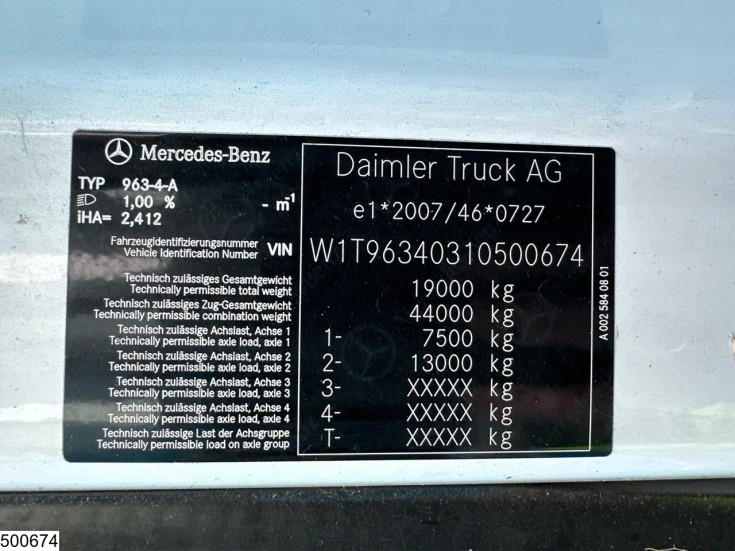 Mercedes-Benz
TYP 963-4-A
1,00 % - m-1
iHA= 2,412
Daimler Truck AG
e1*2007/46*0727
Fahrzeugidentifizierungsnummer
Vehicle Identification Number VIN W1T96340310500674
Technisch zulässiges Gesamtgewicht
Technically permissible total weight 19000 kg
Technisch zulässiges Zug-Gesamtgewicht
Technically permissible combination weight 44000 kg
Technisch zulässige Achslast, Achse 1
Technically permissible axle load, axle 1 1- 7500 kg
Technisch zulässige Achslast, Achse 2
Technically permissible axle load, axle 2 2- 13000 kg
Technisch zulässige Achslast, Achse 3
Technically permissible axle load, axle 3 3- XXXXX kg
Technisch zulässige Achslast, Achse 4
Technically permissible axle load, axle 4 4- XXXXX kg
Technisch zulässige Last der Achsgruppe
Technically permissible load on axle group T- XXXXX kg
A 002 584 08 01
500674